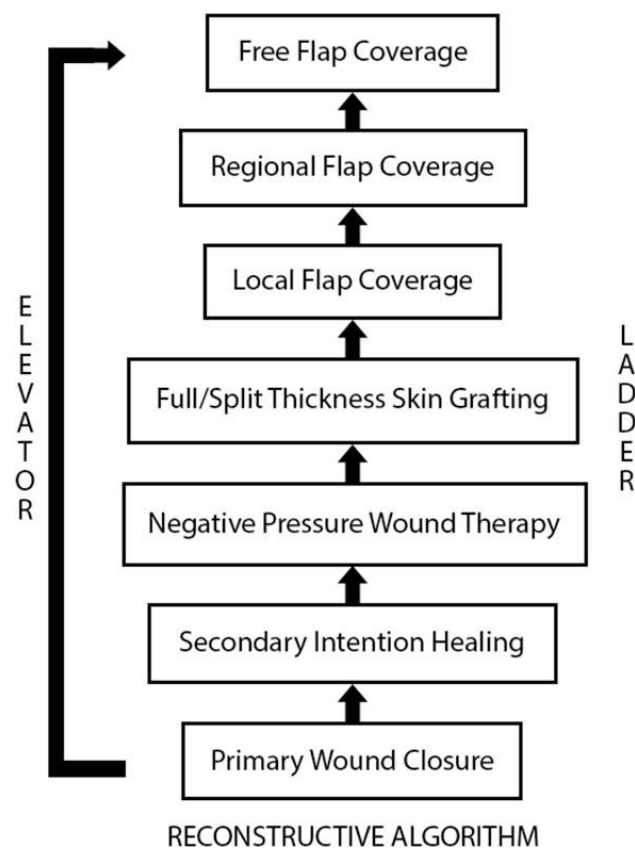 Free Flap Coverage
Regional Flap Coverage
Local Flap Coverage
Full/Split Thickness Skin Grafting
Negative Pressure Wound Therapy
Secondary Intention Healing
Primary Wound Closure
ELEVATOR
LADDER
RECONSTRUCTIVE ALGORITHM